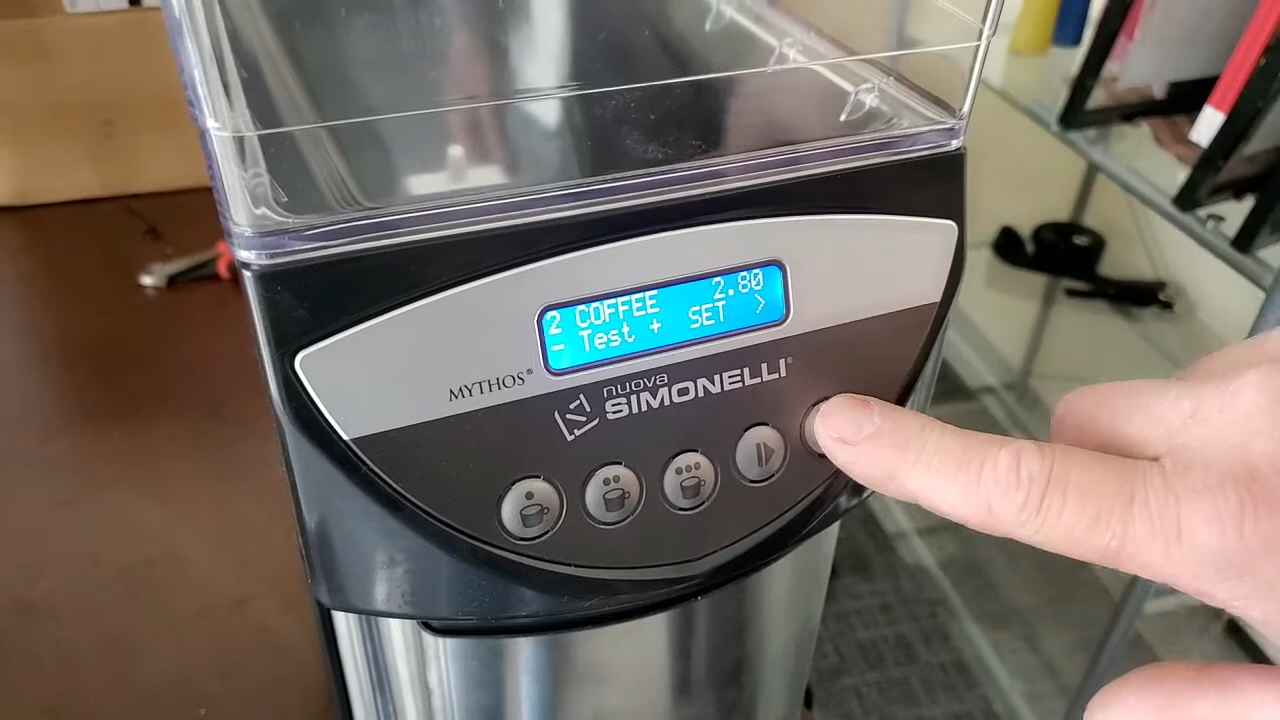 2 COFFEE 2.80
- Test + SET >
MYTHOS®
nuova
SIMONELLI®